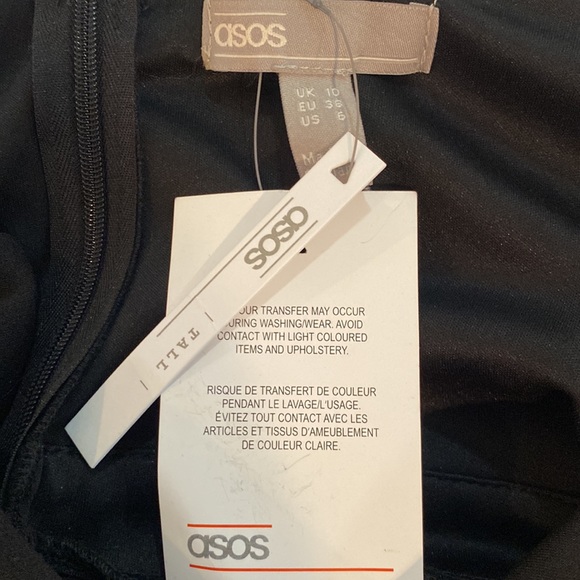 asos
UK 10
EU 38
US 6
asos
TALL
OUR TRANSFER MAY OCCUR
URING WASHING/WEAR. AVOID
CONTACT WITH LIGHT COLOURED
ITEMS AND UPHOLSTERY.
RISQUE DE TRANSFERT DE COULEUR
PENDANT LE LAVAGE/L'USAGE.
ÉVITEZ TOUT CONTACT AVEC LES
ARTICLES ET TISSUS D'AMEUBLEMENT
DE COULEUR CLAIRE.
asos